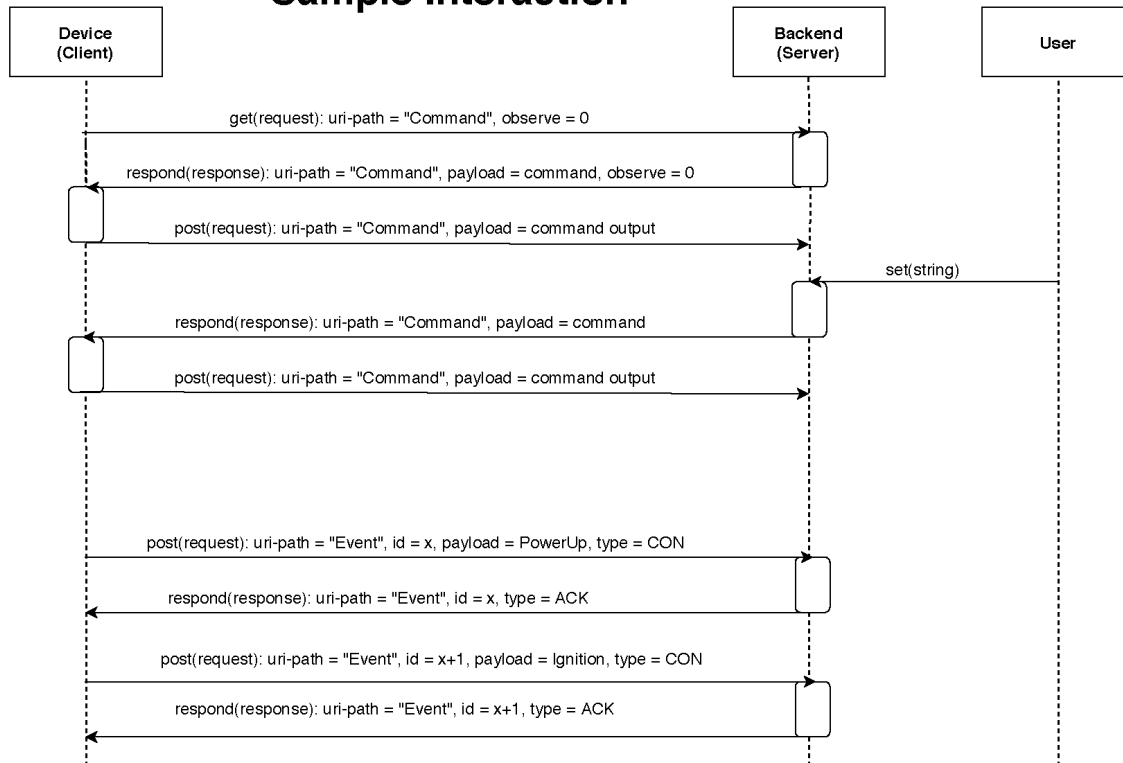 Sample Interaction
Device
(Client)
Backend
(Server)
User
get(request): uri-path = "Command", observe = 0
respond(response): uri-path = "Command", payload = command, observe = 0
post(request): uri-path = "Command", payload = command output
set(string)
respond(response): uri-path = "Command", payload = command
post(request): uri-path = "Command", payload = command output
post(request): uri-path = "Event", id = x, payload = PowerUp, type = CON
respond(response): uri-path = "Event", id = x, type = ACK
post(request): uri-path = "Event", id = x+1, payload = Ignition, type = CON
respond(response): uri-path = "Event", id = x+1, type = ACK